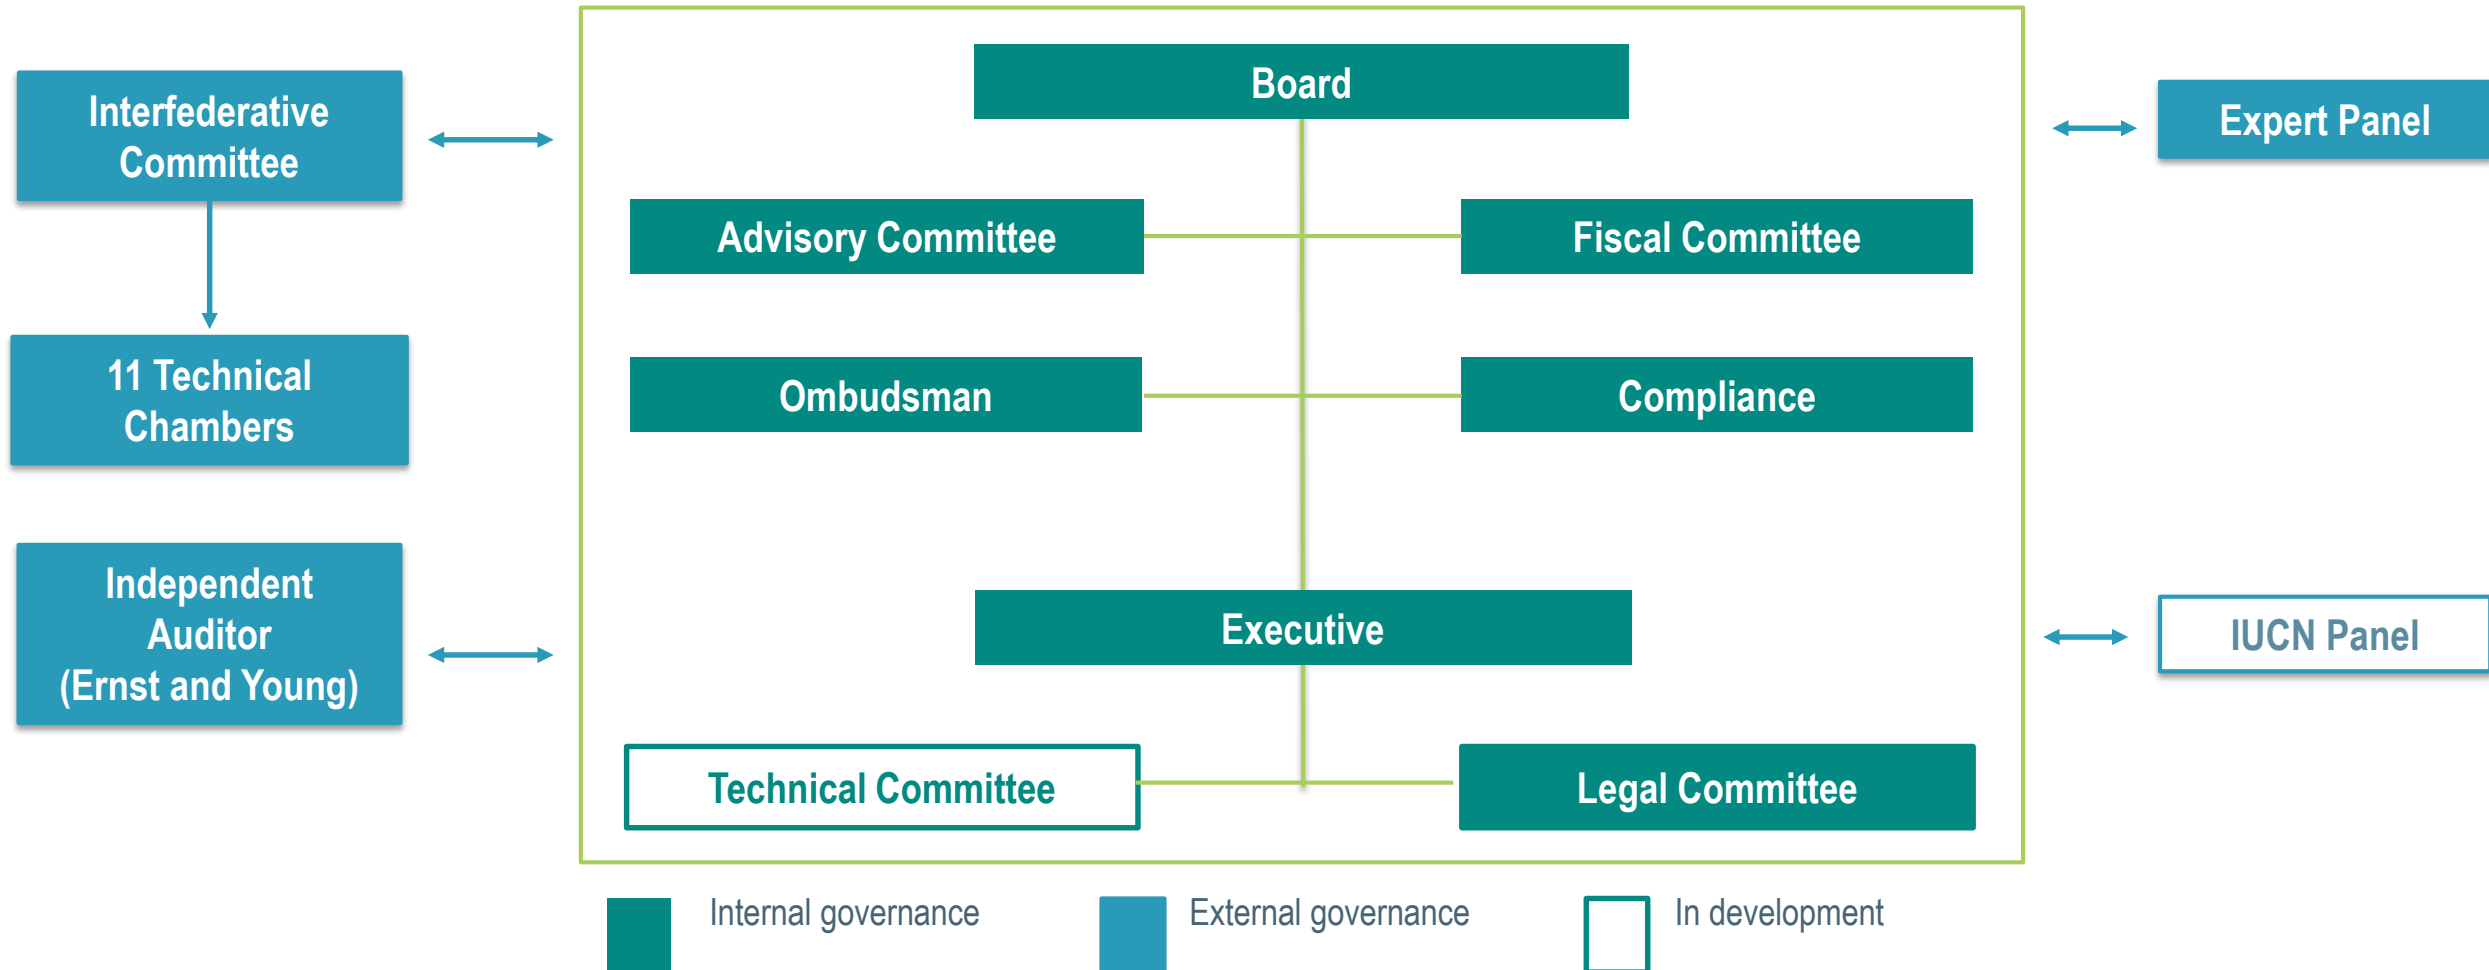 Interfederative
Committee
11 Technical
Chambers
Independent
Auditor
(Ernst and Young)
Board
Advisory Committee
Fiscal Committee
Ombudsman
Compliance
Executive
Technical Committee
Legal Committee
Expert Panel
IUCN Panel
Internal governance
External governance
In development